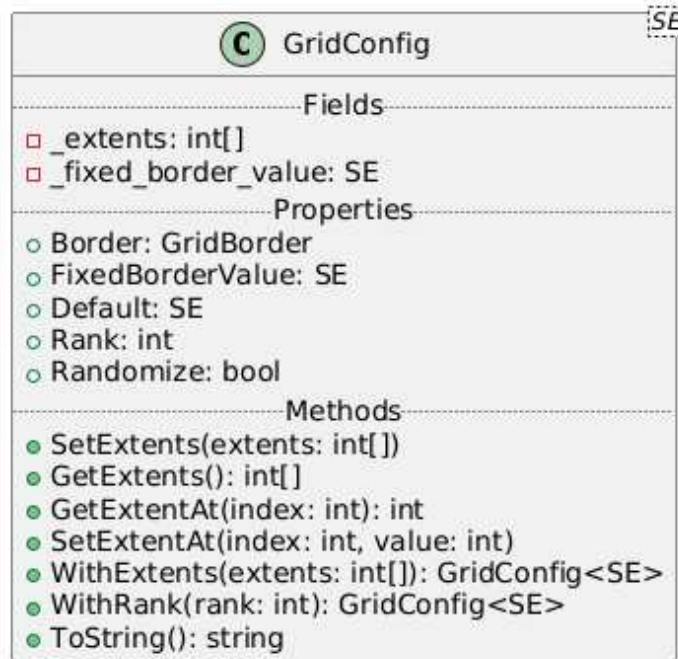 SE
C GridConfig
Fields
_extents: int[]
_fixed_border_value: SE
Properties
Border: GridBorder
FixedBorderValue: SE
Default: SE
Rank: int
Randomize: bool
Methods
SetExtents(extents: int[])
GetExtents(): int[]
GetExtentAt(index: int): int
SetExtentAt(index: int, value: int)
WithExtents(extents: int[]): GridConfig<SE>
WithRank(rank: int): GridConfig<SE>
ToString(): string